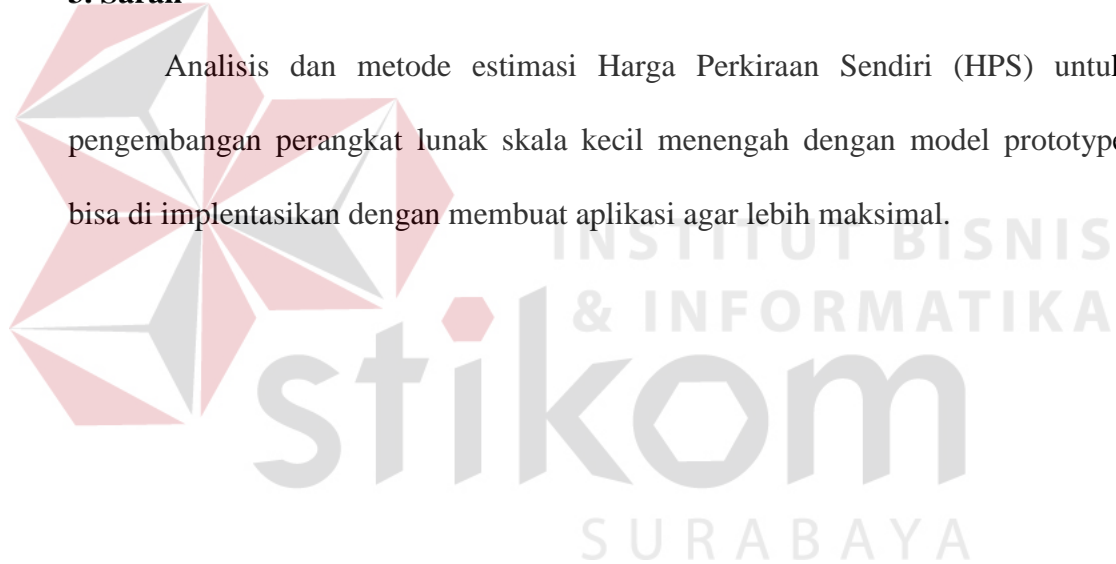 Saran
Analisis dan metode estimasi Harga Perkiraan Sendiri (HPS) untuk
pengembangan perangkat lunak skala kecil menengah dengan model prototype
bisa di implentasikan dengan membuat aplikasi agar lebih maksimal.
INSTITUT BISNIS
& INFORMATIKA
stikom
SURABAYA